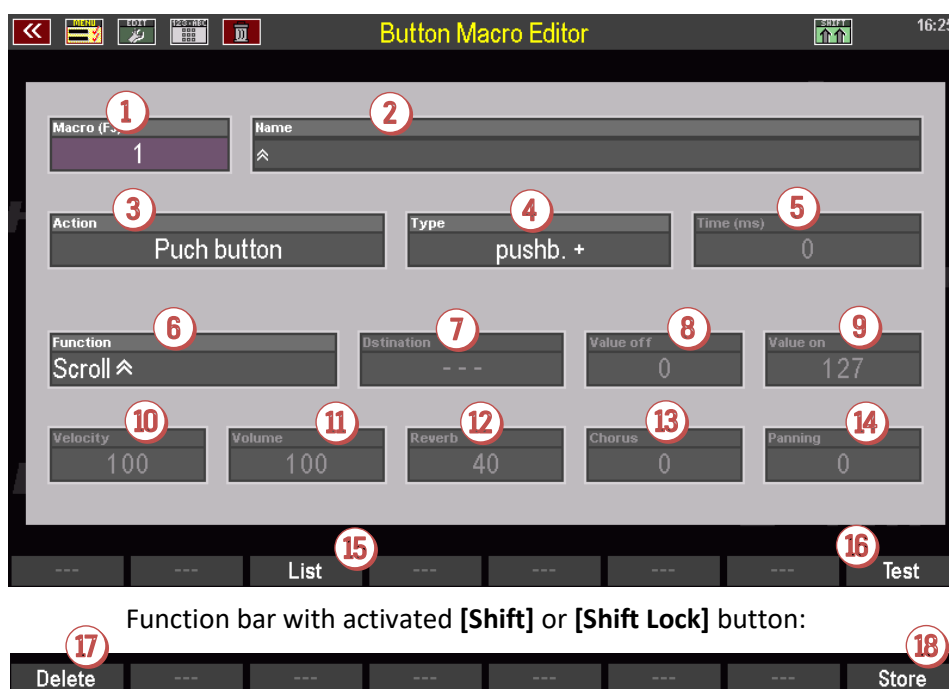 MENU EDIT 123-ABC Button Macro Editor SHIFT 16:25
1 2
Macro (F3) Name
1
3 4 5
Action Type Time (ms)
Puch button pushb. + 0
6 7 8 9
Function Dstination Value off Value on
Scroll --- 0 127
10 11 12 13 14
Velocity Volume Reverb Chorus Panning
100 100 40 0 0
15 16
--- --- List --- --- --- --- Test
Function bar with activated [Shift] or [Shift Lock] button:
17 18
Delete --- --- --- --- --- --- Store